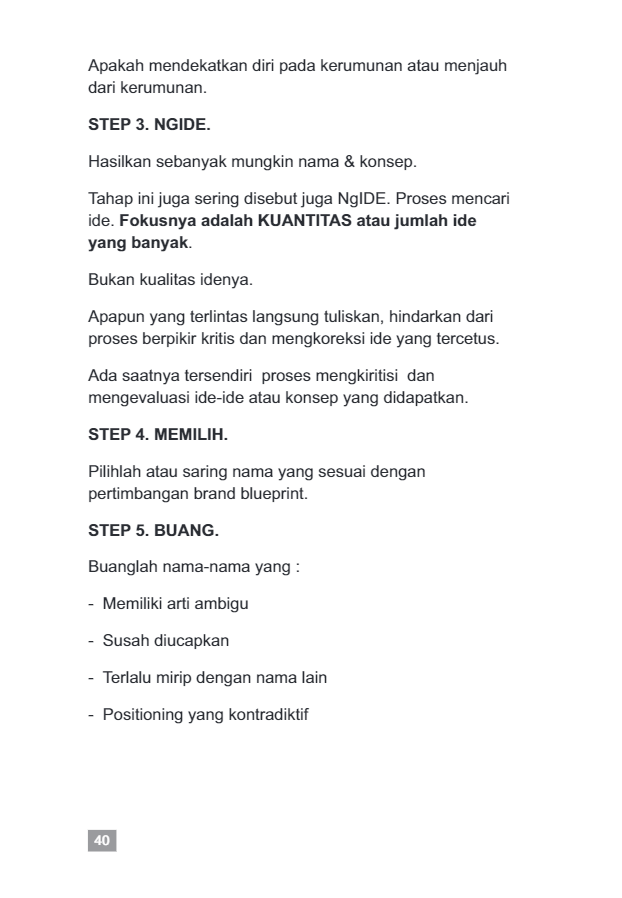 Apakah mendekatkan diri pada kerumunan atau menjauh
dari kerumunan.
STEP 3. NGIDE.
Hasilkan sebanyak mungkin nama & konsep.
Tahap ini juga sering disebut juga NgIDE. Proses mencari
ide. Fokusnya adalah KUANTITAS atau jumlah ide
yang banyak.
Bukan kualitas idenya.
Apapun yang terlintas langsung tuliskan, hindarkan dari
proses berpikir kritis dan mengkoreksi ide yang tercetus.
Ada saatnya tersendiri  proses mengkiritisi  dan
mengevaluasi ide-ide atau konsep yang didapatkan.
STEP 4. MEMILIH.
Pilihlah atau saring nama yang sesuai dengan
pertimbangan brand blueprint.
STEP 5. BUANG.
Buanglah nama-nama yang :
- Memiliki arti ambigu
- Susah diucapkan
- Terlalu mirip dengan nama lain
- Positioning yang kontradiktif
40